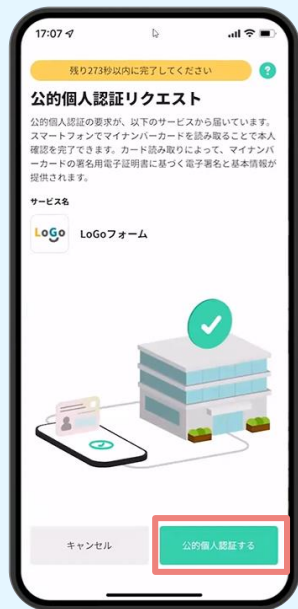 17:07
残り273秒以内に完了してください
?
公的個人認証リクエスト
公的個人認証の要求が、以下のサービスから届いています。
スマートフォンでマイナンバーカードを読み取ることで本人
確認を完了できます。カード読み取りによって、マイナンバ
ーカードの署名用電子証明書に基づく電子署名と基本情報が
提供されます。
サービス名
LoGo
LoGoフォーム
キャンセル
公的個人認証する